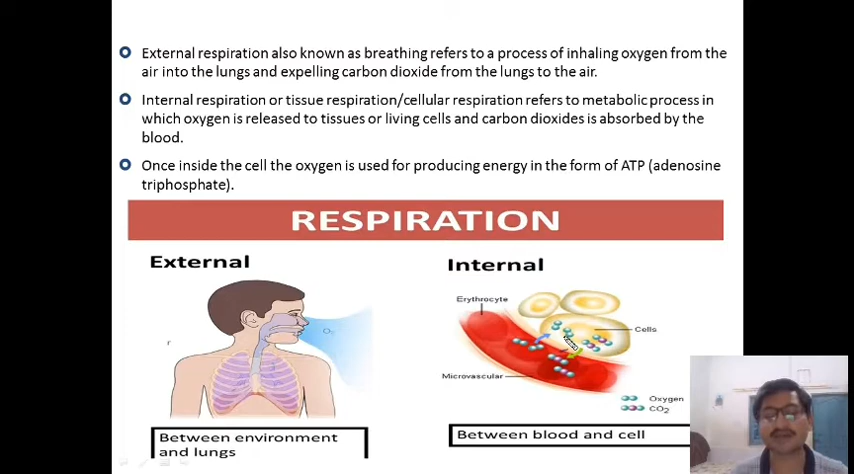 External respiration also known as breathing refers to a process of inhaling oxygen from the
air into the lungs and expelling carbon dioxide from the lungs to the air.
Internal respiration or tissue respiration/cellular respiration refers to metabolic process in
which oxygen is released to tissues or living cells and carbon dioxides is absorbed by the
blood.
Once inside the cell the oxygen is used for producing energy in the form of ATP (adenosine
triphosphate).
RESPIRATION
External
O₂
r
Between environment
and lungs
Internal
Erythrocyte
Cells
Microvascular
Oxygen
CO₂
Between blood and cell